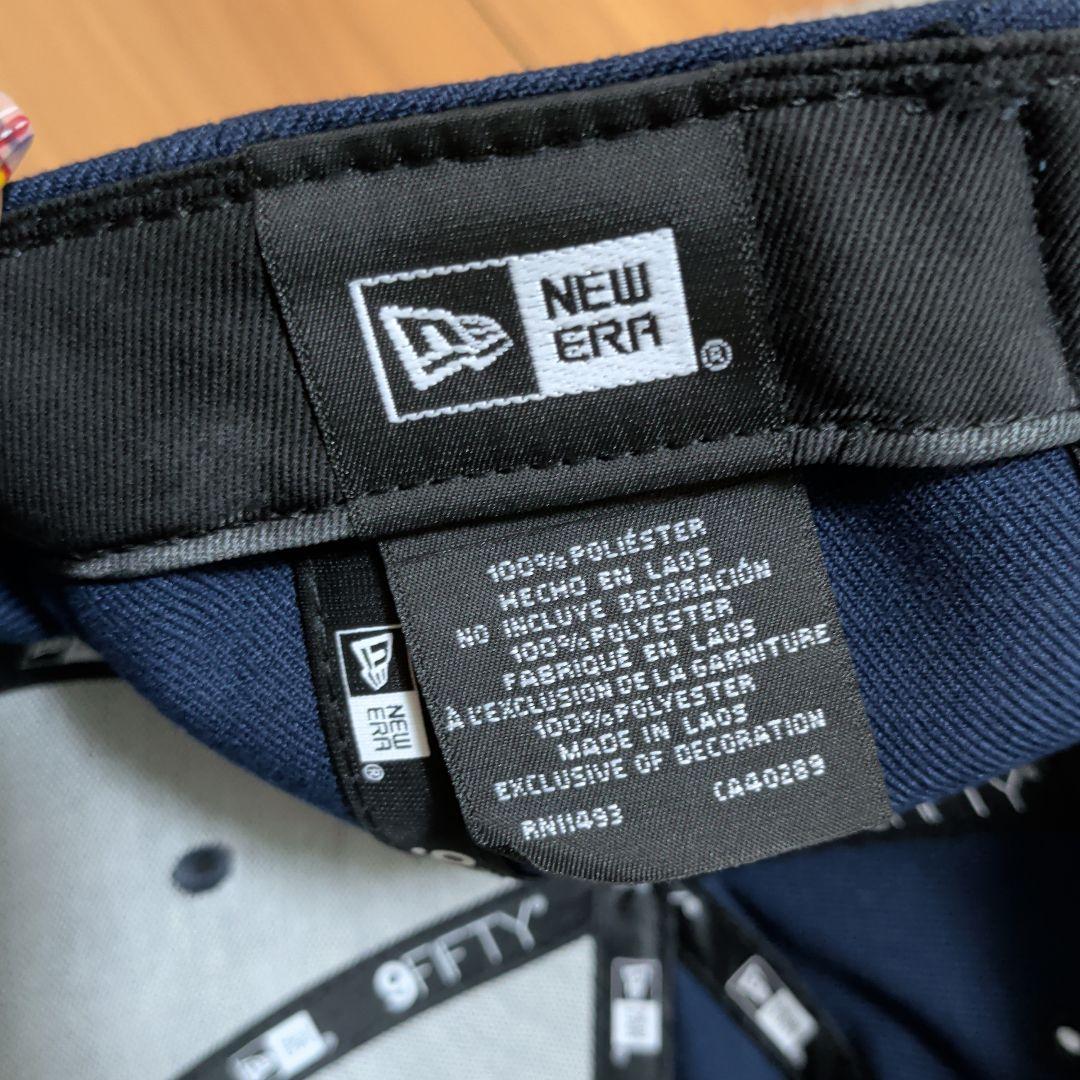 NEW
ERA
®
100% POLIÉSTER
HECHO EN LAOS
NO INCLUYE DECORACIÓN
100% POLYESTER
FABRIQUÉ EN LAOS
À L'EXCLUSION DE LA GARNITURE
100% POLYESTER
MADE IN LAOS
EXCLUSIVE OF DECORATION
RN11493 CA40289
NEW
ERA
®
9FIFTY
FIFTY